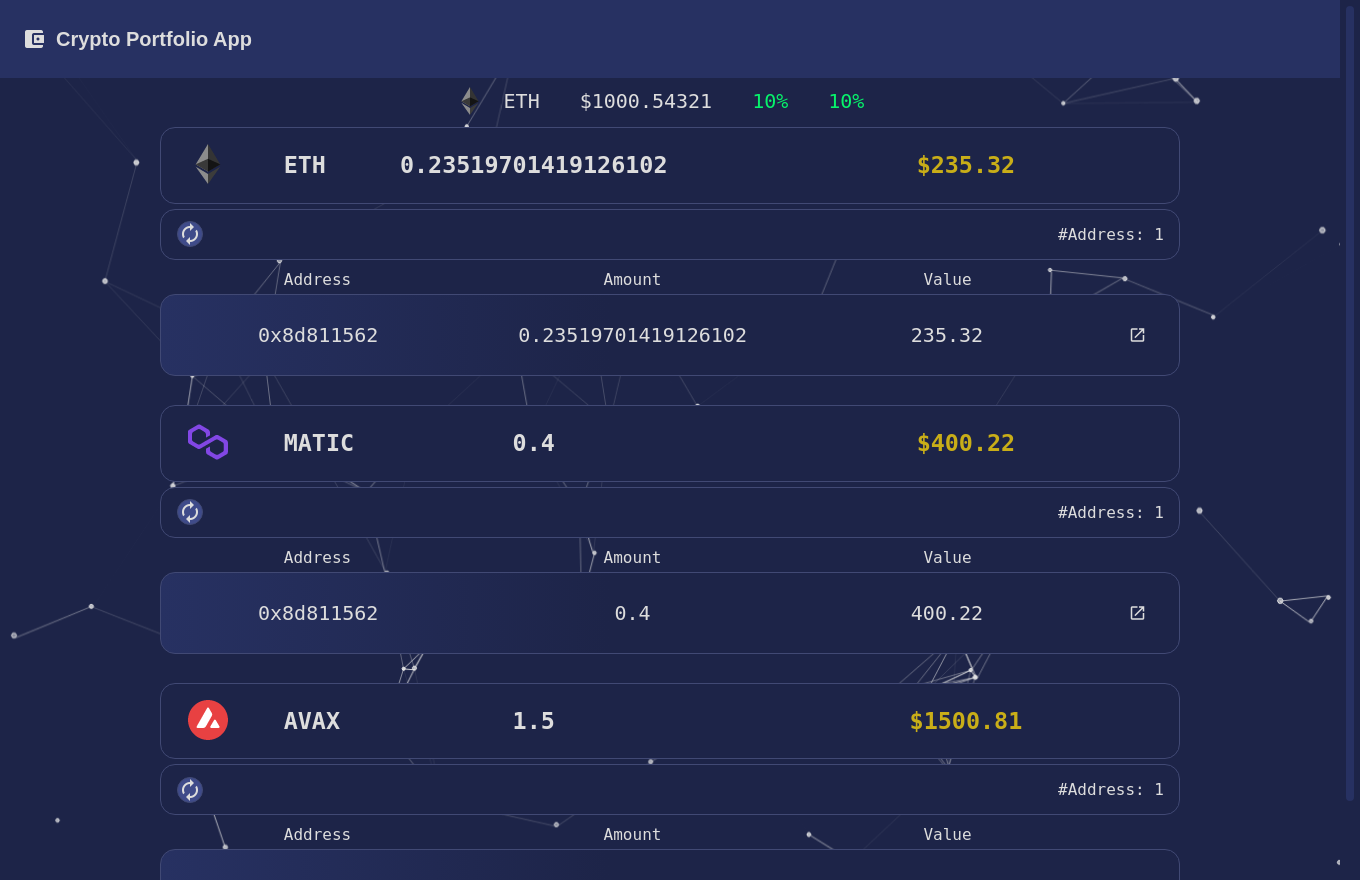 Crypto Portfolio App
ETH $1000.54321 10% 10%
ETH 0.23519701419126102 $235.32
#Address: 1
Address Amount Value
0x8d811562 0.23519701419126102 235.32
MATIC 0.4 $400.22
#Address: 1
Address Amount Value
0x8d811562 0.4 400.22
AVAX 1.5 $1500.81
#Address: 1
Address Amount Value